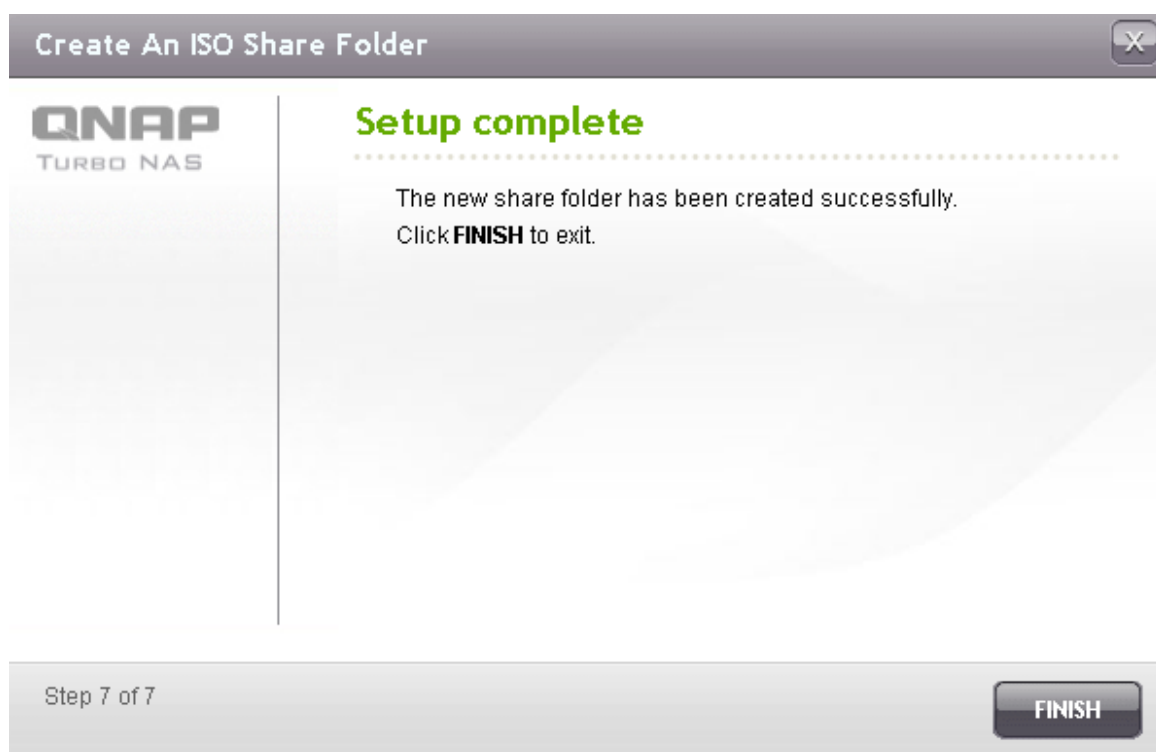 Create An ISO Share Folder
X
QNAP
TURBO NAS
Setup complete
The new share folder has been created successfully.
Click FINISH to exit.
Step 7 of 7
FINISH